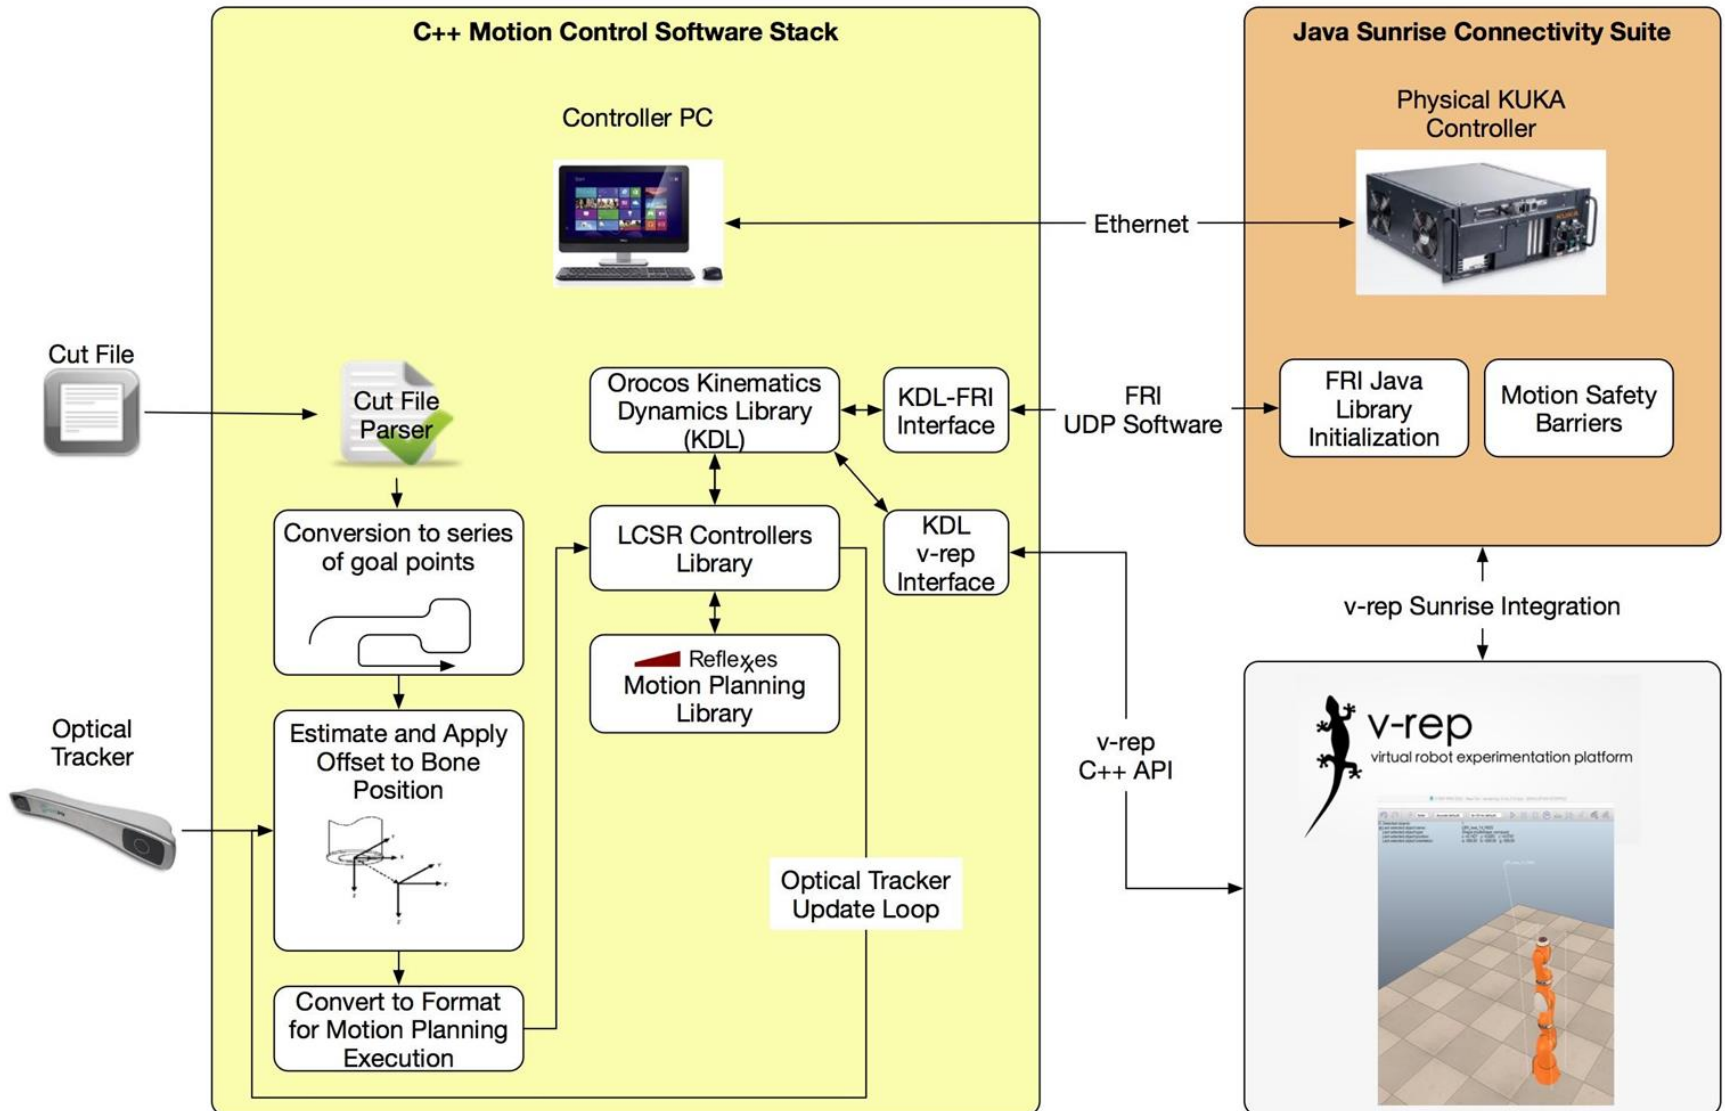 C++ Motion Control Software Stack
Java Sunrise Connectivity Suite
Controller PC
Physical KUKA
Controller
KUKA
Ethernet
Cut File
Cut File
Parser
Orocos Kinematics
Dynamics Library
(KDL)
KDL-FRI
Interface
FRI
UDP Software
FRI Java
Library
Initialization
Motion Safety
Barriers
Conversion to series
of goal points
LCSR Controllers
Library
KDL
v-rep
Interface
v-rep Sunrise Integration
Reflexxes
Motion Planning
Library
Optical
Tracker
Estimate and Apply
Offset to Bone
Position
v-rep
C++ API
v-rep
virtual robot experimentation platform
Optical Tracker
Update Loop
Convert to Format
for Motion Planning
Execution